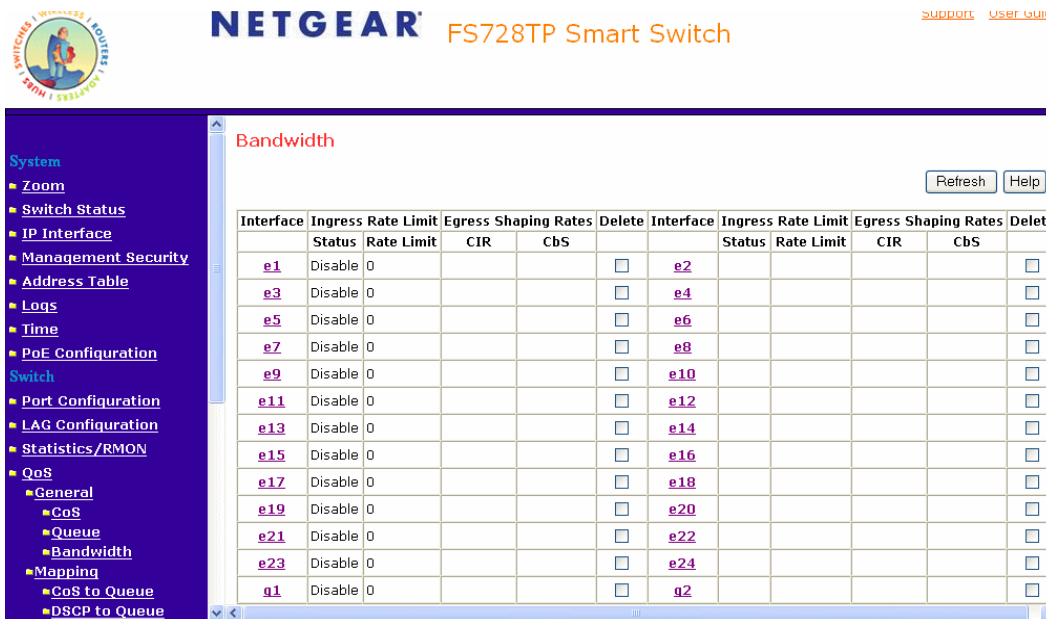 SWITCHES | WIRELESS | ROUTERS | ADAPTERS | HUBS |
NETGEAR FS728TP Smart Switch
Support User Gui
Bandwidth
Refresh Help
System
Zoom
Switch Status
IP Interface
Management Security
Address Table
Logs
Time
PoE Configuration
Switch
Port Configuration
LAG Configuration
Statistics/RMON
QoS
General
CoS
Queue
Bandwidth
Mapping
CoS to Queue
DSCP to Queue
Interface Ingress Rate Limit Egress Shaping Rates Delete Interface Ingress Rate Limit Egress Shaping Rates Delet
Status Rate Limit CIR CbS Status Rate Limit CIR CbS
e1 Disable 0 e2
e3 Disable 0 e4
e5 Disable 0 e6
e7 Disable 0 e8
e9 Disable 0 e10
e11 Disable 0 e12
e13 Disable 0 e14
e15 Disable 0 e16
e17 Disable 0 e18
e19 Disable 0 e20
e21 Disable 0 e22
e23 Disable 0 e24
g1 Disable 0 g2